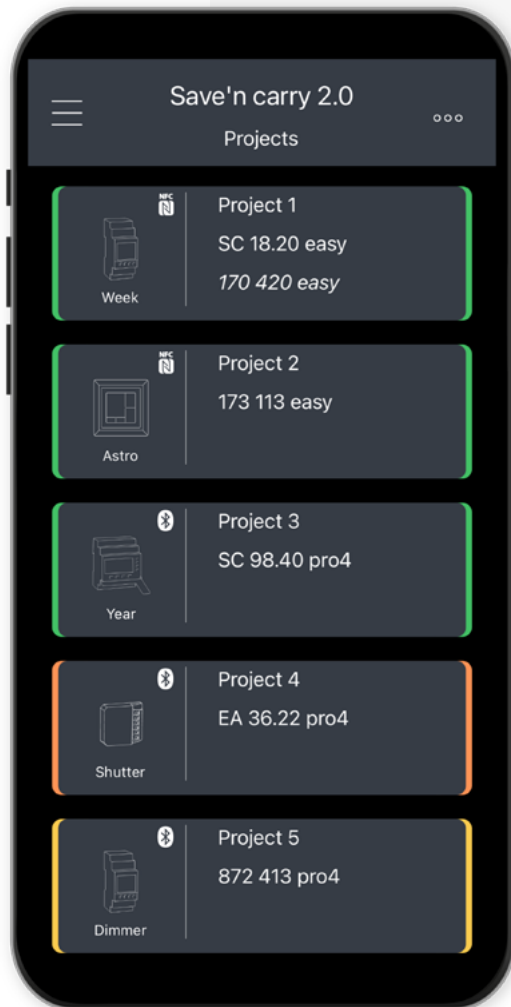 Save'n carry 2.0
Projects
NFC
Week
Project 1
SC 18.20 easy
170 420 easy
NFC
Astro
Project 2
173 113 easy
Year
Project 3
SC 98.40 pro4
Shutter
Project 4
EA 36.22 pro4
Dimmer
Project 5
872 413 pro4